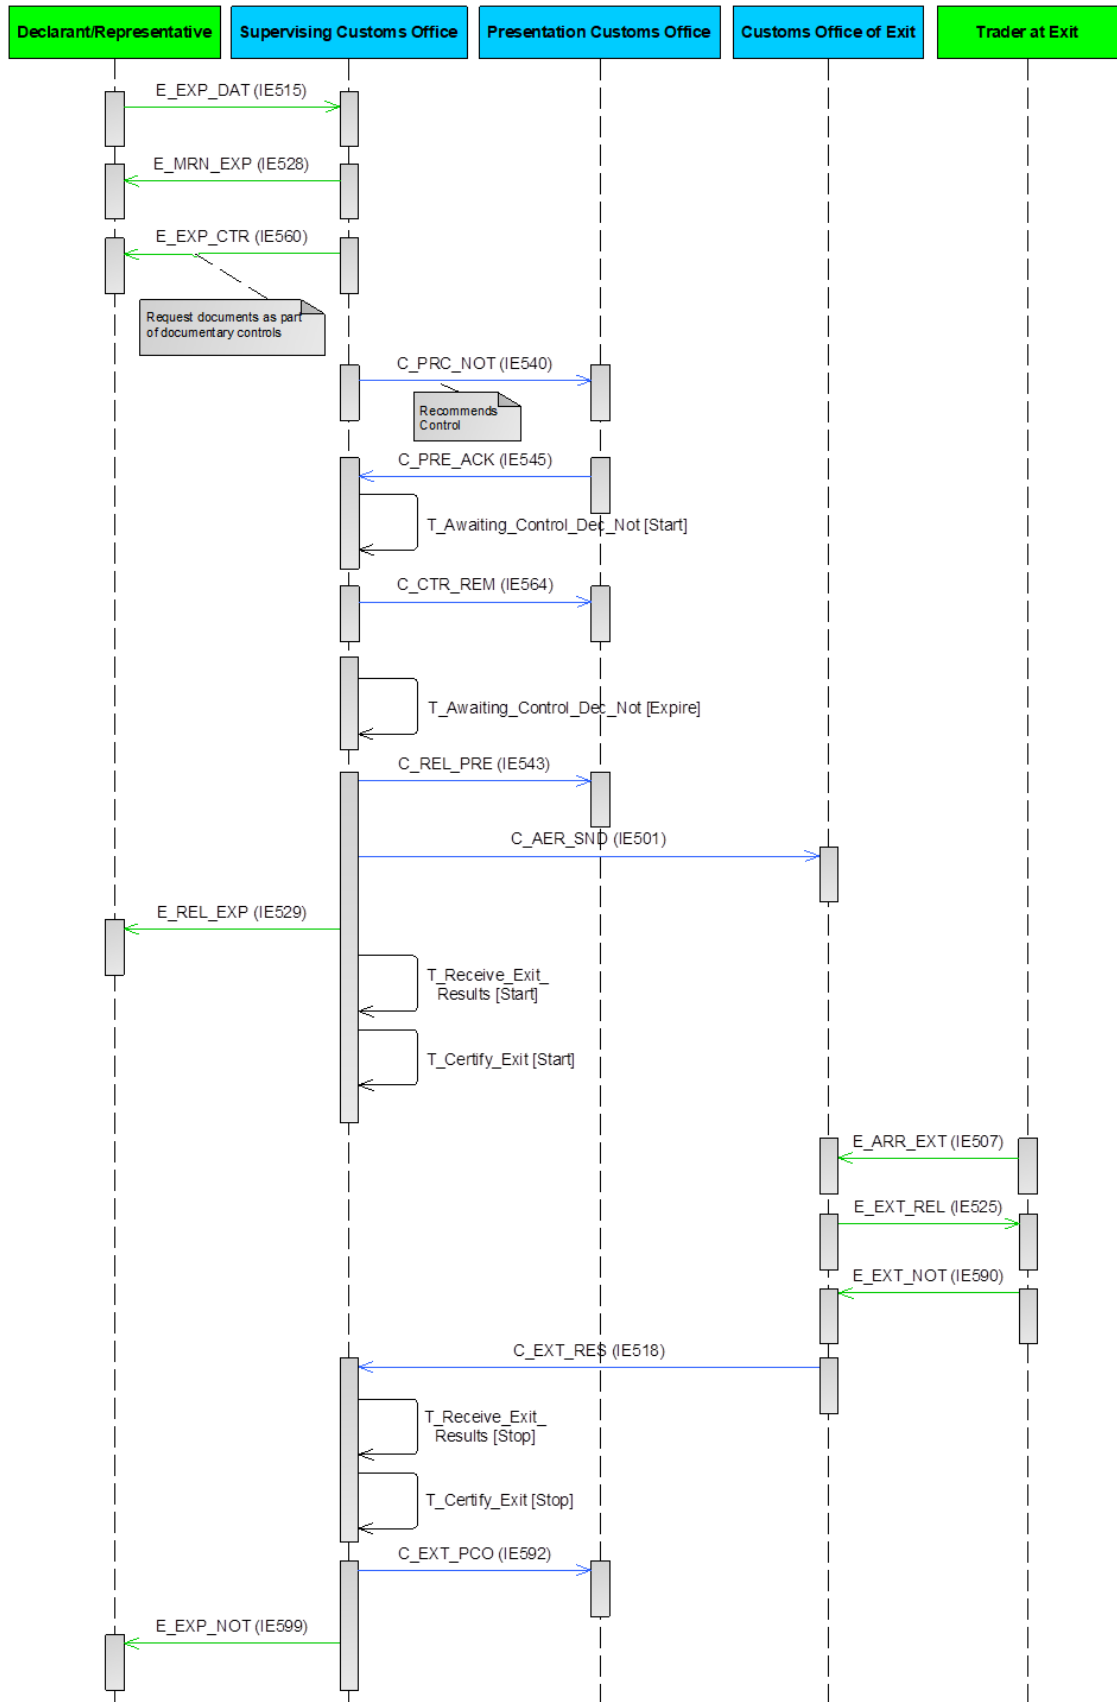 Declarant/Representative
Supervising Customs Office
Presentation Customs Office
Customs Office of Exit
Trader at Exit
E_EXP_DAT (IE515)
E_MRN_EXP (IE528)
E_EXP_CTR (IE560)
Request documents as part
of documentary controls
C_PRC_NOT (IE540)
Recommends
Control
C_PRE_ACK (IE545)
T_Awaiting_Control_Dec_Not [Start]
C_CTR_REM (IE564)
T_Awaiting_Control_Dec_Not [Expire]
C_REL_PRE (IE543)
C_AER_SND (IE501)
E_REL_EXP (IE529)
T_Receive_Exit_
Results [Start]
T_Certify_Exit [Start]
E_ARR_EXT (IE507)
E_EXT_REL (IE525)
E_EXT_NOT (IE590)
C_EXT_RES (IE518)
T_Receive_Exit_
Results [Stop]
T_Certify_Exit [Stop]
C_EXT_PCO (IE592)
E_EXP_NOT (IE599)